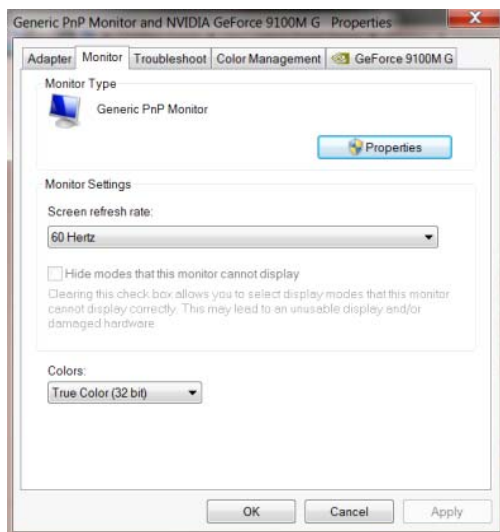 Generic PnP Monitor and NVIDIA GeForce 9100M G Properties
Adapter Monitor Troubleshoot Color Management GeForce 9100M G
Monitor Type
Generic PnP Monitor
Properties
Monitor Settings
Screen refresh rate:
60 Hertz
Hide modes that this monitor cannot display
Clearing this check box allows you to select display modes that this monitor
cannot display correctly. This may lead to an unusable display and/or
damaged hardware.
Colors:
True Color (32 bit)
OK Cancel Apply